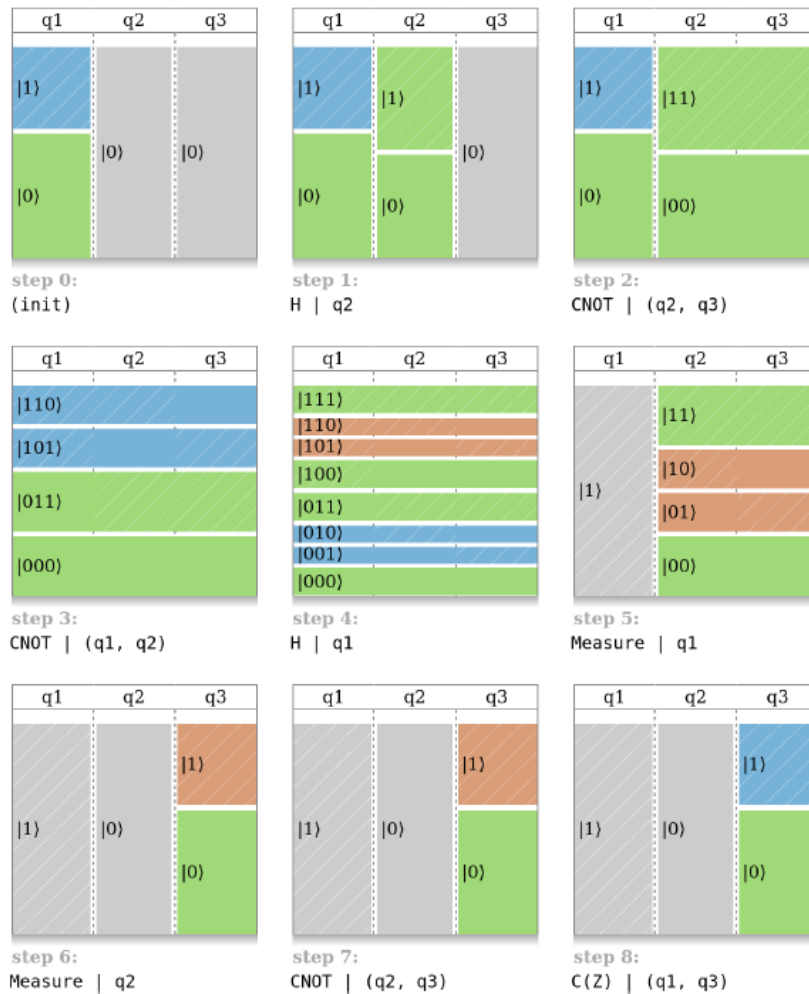 q1 q2 q3
|1⟩
|0⟩ |0⟩
|0⟩
step 0:
(init)
q1 q2 q3
|1⟩ |1⟩
|0⟩
|0⟩ |0⟩
step 1:
H | q2
q1 q2 q3
|1⟩ |11⟩
|0⟩ |00⟩
step 2:
CNOT | (q2, q3)
q1 q2 q3
|110⟩
|101⟩
|011⟩
|000⟩
step 3:
CNOT | (q1, q2)
q1 q2 q3
|111⟩
|110⟩
|101⟩
|100⟩
|011⟩
|010⟩
|001⟩
|000⟩
step 4:
H | q1
q1 q2 q3
|11⟩
|10⟩
|1⟩
|01⟩
|00⟩
step 5:
Measure | q1
q1 q2 q3
|1⟩
|1⟩ |0⟩
|0⟩
step 6:
Measure | q2
q1 q2 q3
|1⟩
|1⟩ |0⟩
|0⟩
step 7:
CNOT | (q2, q3)
q1 q2 q3
|1⟩
|1⟩ |0⟩
|0⟩
step 8:
C(Z) | (q1, q3)